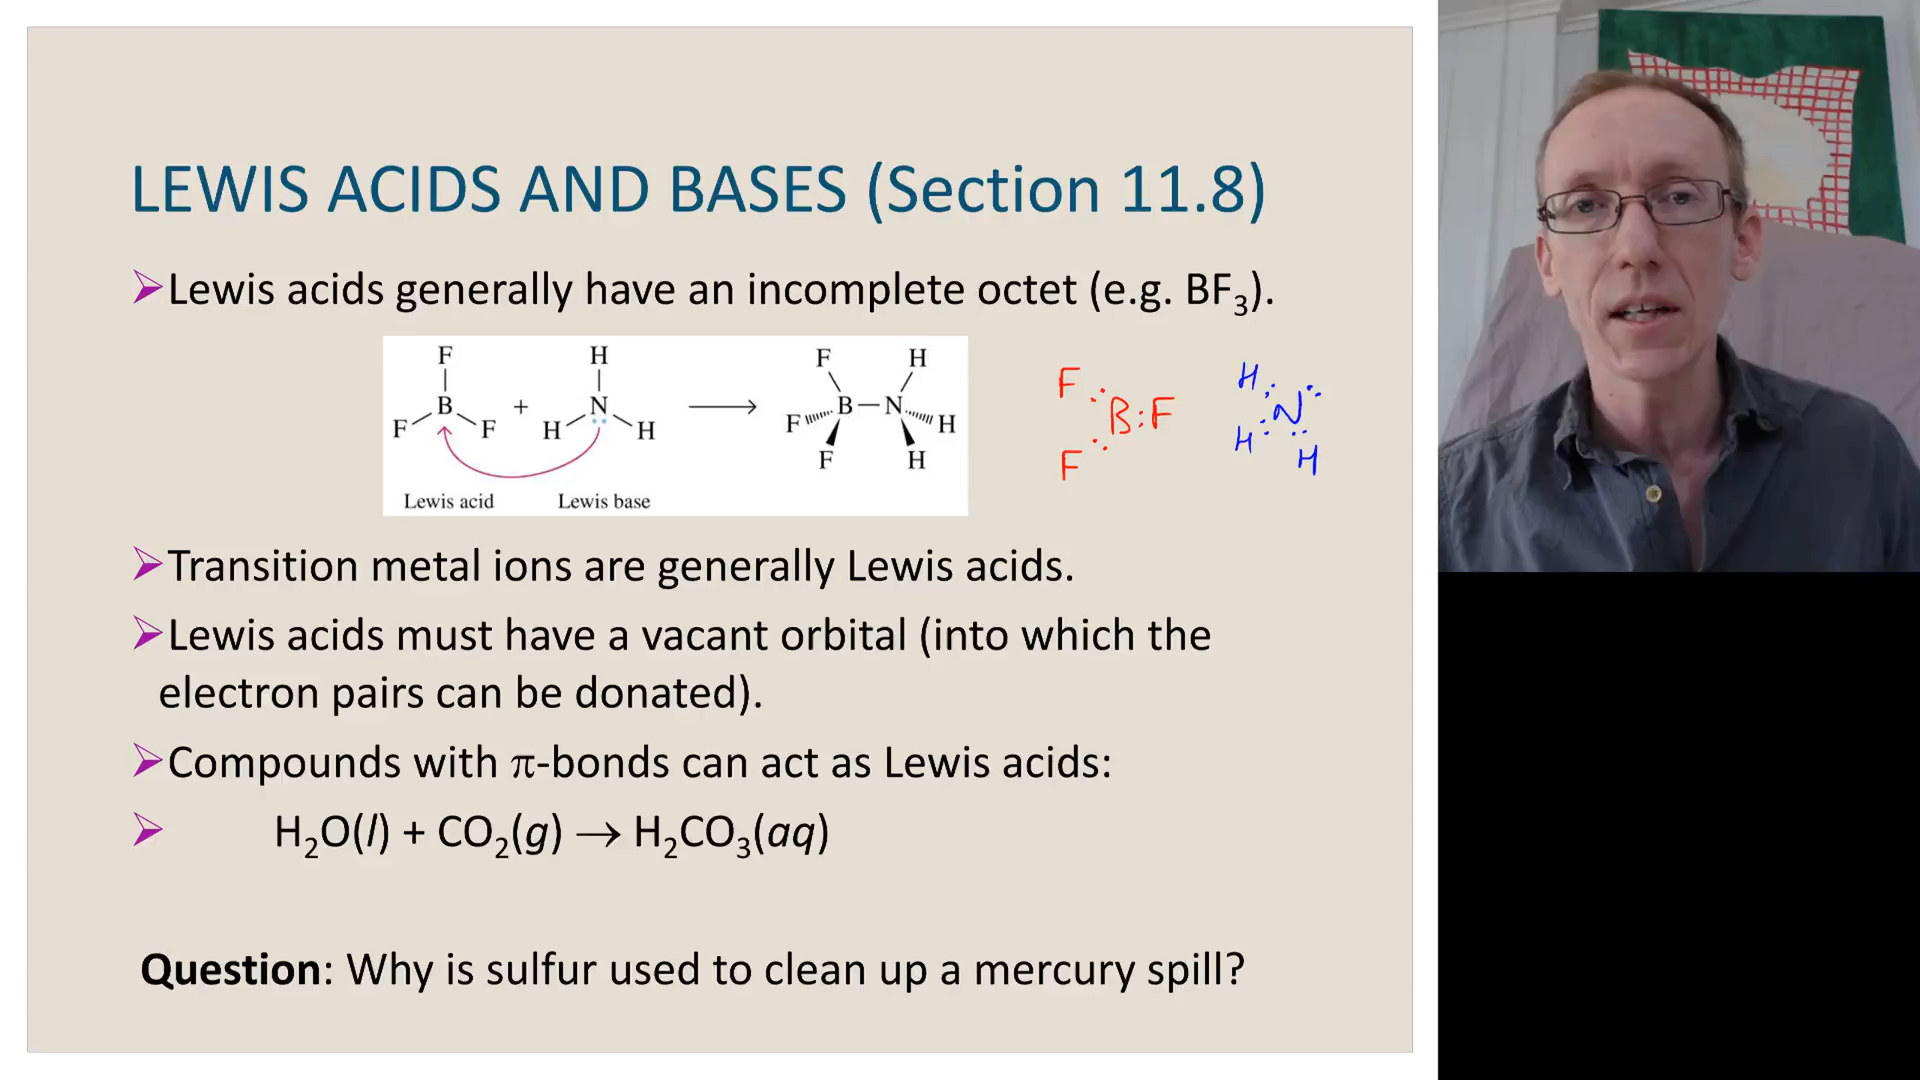 LEWIS ACIDS AND BASES (Section 11.8)
Lewis acids generally have an incomplete octet (e.g. BF₃).
F H F H
B + N ⟶ B — N
F F H H F H
F H
Lewis acid Lewis base
F
B : F
F
H
N
H
H
Transition metal ions are generally Lewis acids.
Lewis acids must have a vacant orbital (into which the
electron pairs can be donated).
Compounds with π-bonds can act as Lewis acids:
H₂O(l) + CO₂(g) → H₂CO₃(aq)
Question: Why is sulfur used to clean up a mercury spill?